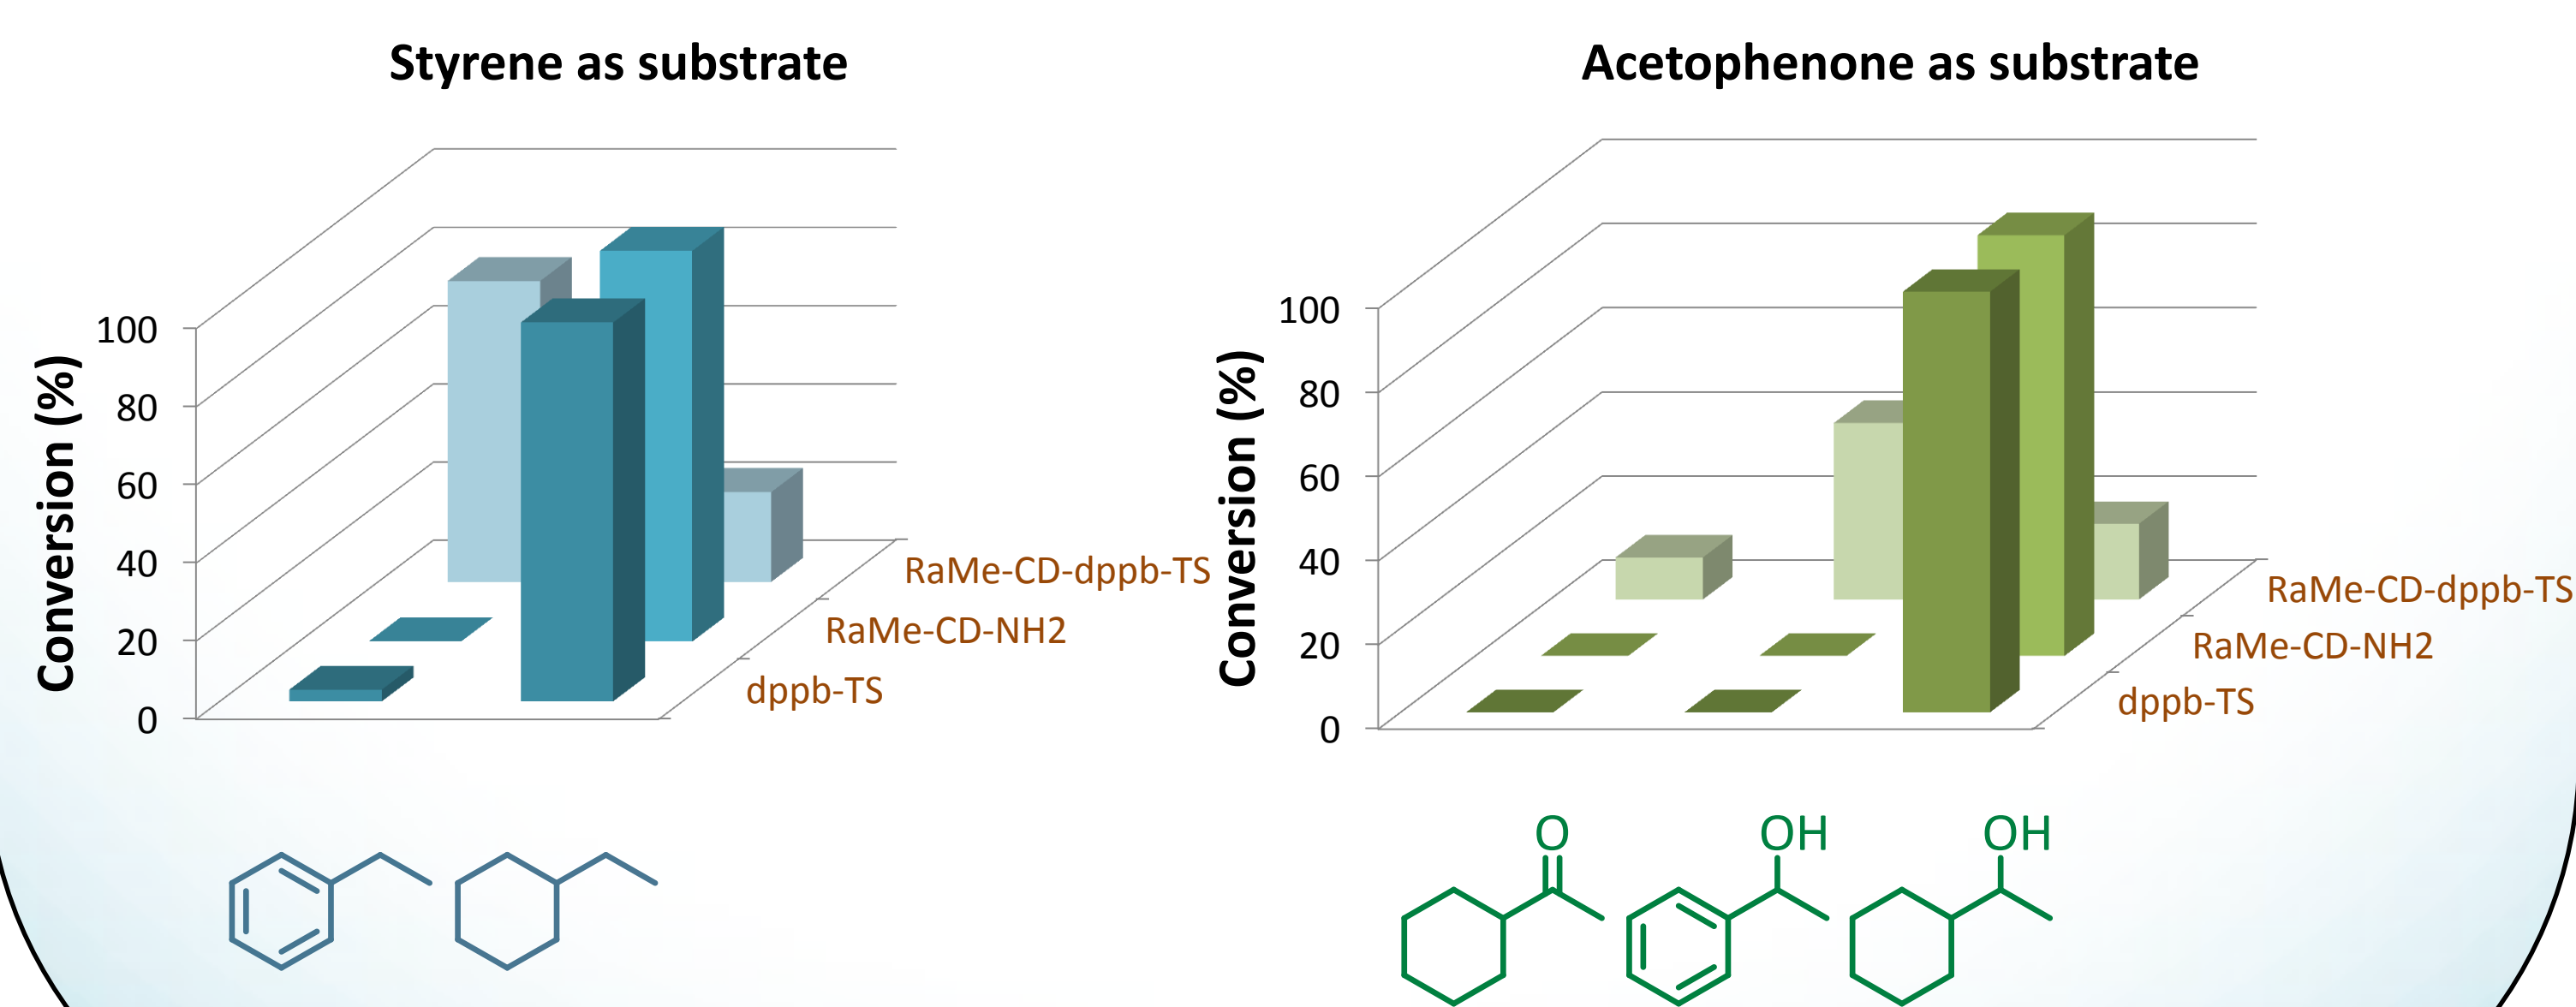 Styrene as substrate
Conversion (%)
100
80
60
40
20
0
RaMe-CD-dppb-TS
RaMe-CD-NH2
dppb-TS
Acetophenone as substrate
Conversion (%)
100
80
60
40
20
0
RaMe-CD-dppb-TS
RaMe-CD-NH2
dppb-TS
O
OH
OH